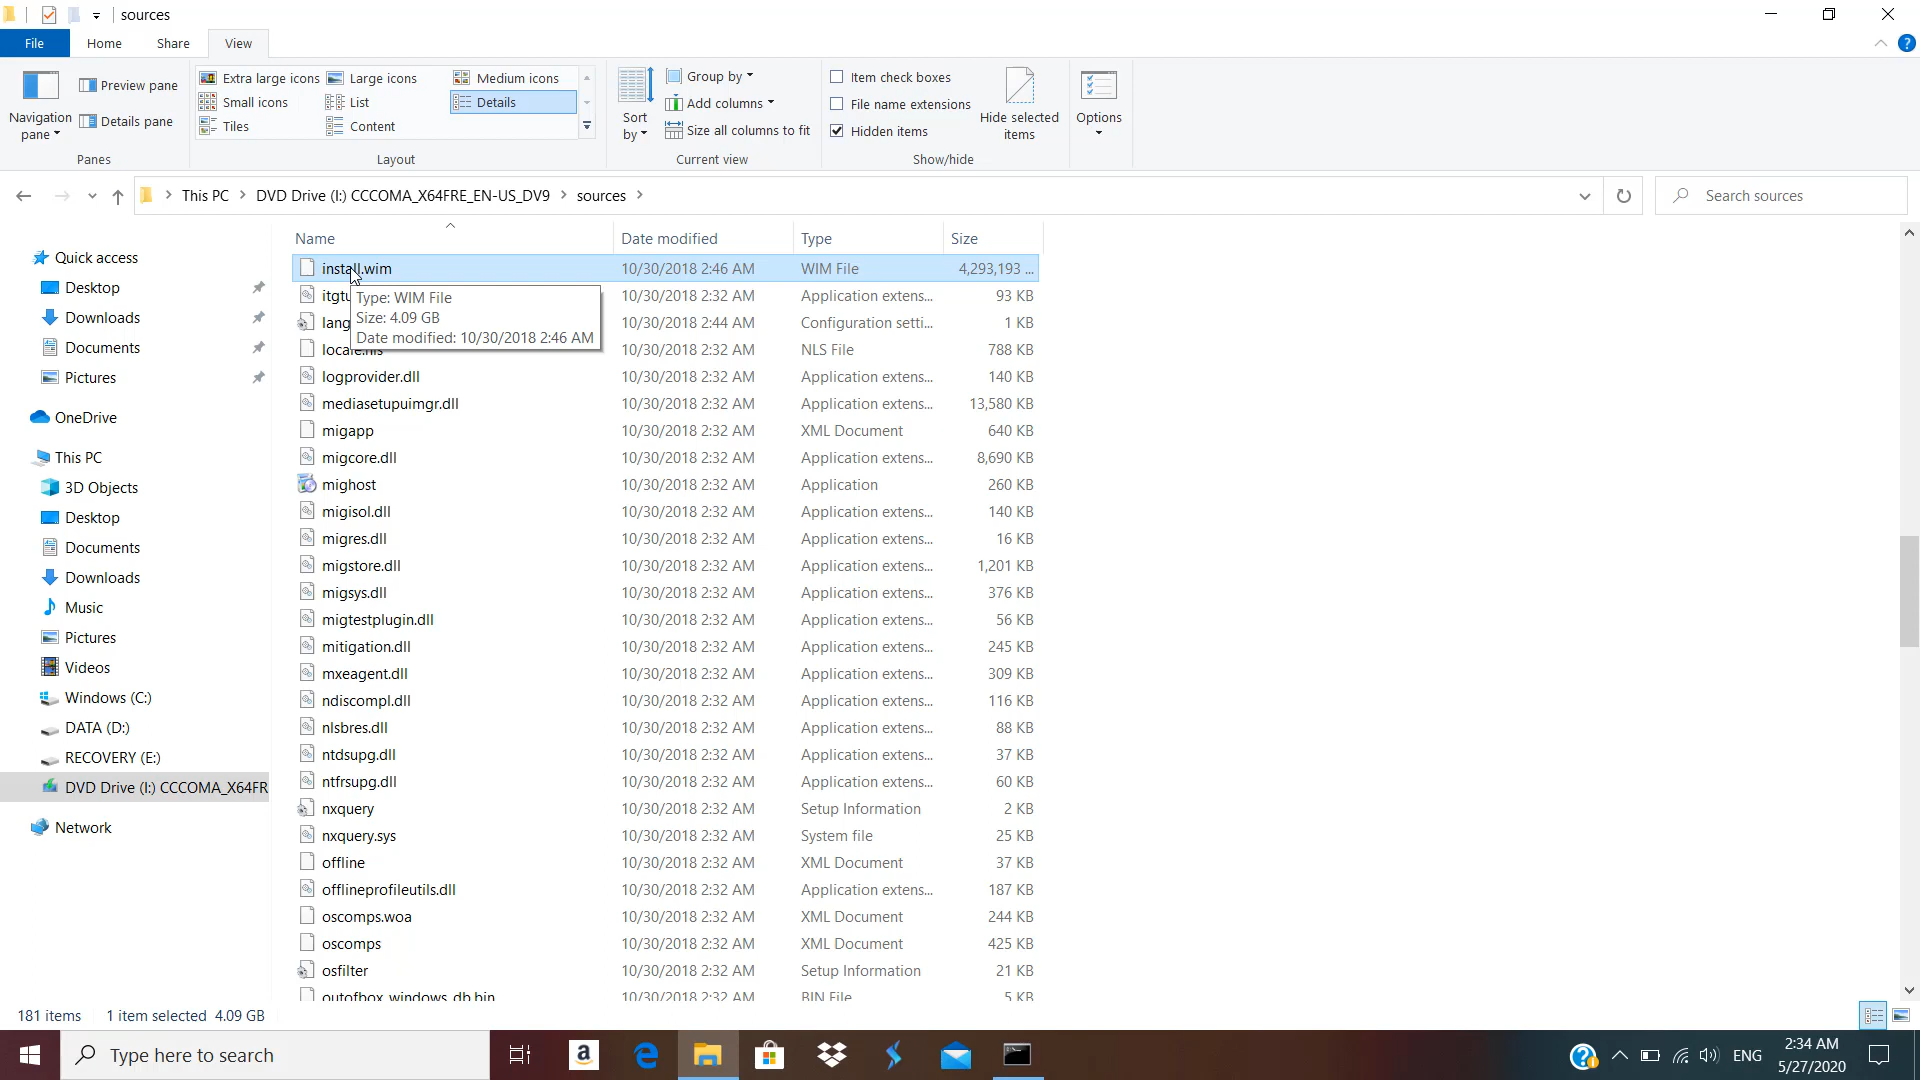 sources
File Home Share View
Navigation pane
Preview pane
Details pane
Panes
Extra large icons Large icons Medium icons
Small icons List Details
Tiles Content
Layout
Sort by
Group by
Add columns
Size all columns to fit
Current view
Item check boxes
File name extensions
Hidden items
Hide selected items
Show/hide
Options
This PC DVD Drive (I:) CCCOMA_X64FRE_EN-US_DV9 sources
Search sources
Quick access
Desktop
Downloads
Documents
Pictures
OneDrive
This PC
3D Objects
Desktop
Documents
Downloads
Music
Pictures
Videos
Windows (C:)
DATA (D:)
RECOVERY (E:)
DVD Drive (I:) CCCOMA_X64FR
Network
Name Date modified Type Size
install.wim 10/30/2018 2:46 AM WIM File 4,293,193 ...
10/30/2018 2:32 AM Application extens... 93 KB
lang 10/30/2018 2:44 AM Configuration setti... 1 KB
Type: WIM File
Size: 4.09 GB
Date modified: 10/30/2018 2:46 AM
locale.nls 10/30/2018 2:32 AM NLS File 788 KB
logprovider.dll 10/30/2018 2:32 AM Application extens... 140 KB
mediasetupuimgr.dll 10/30/2018 2:32 AM Application extens... 13,580 KB
migapp 10/30/2018 2:32 AM XML Document 640 KB
migcore.dll 10/30/2018 2:32 AM Application extens... 8,690 KB
mighost 10/30/2018 2:32 AM Application 260 KB
migisol.dll 10/30/2018 2:32 AM Application extens... 140 KB
migres.dll 10/30/2018 2:32 AM Application extens... 16 KB
migstore.dll 10/30/2018 2:32 AM Application extens... 1,201 KB
migsys.dll 10/30/2018 2:32 AM Application extens... 376 KB
migtestplugin.dll 10/30/2018 2:32 AM Application extens... 56 KB
mitigation.dll 10/30/2018 2:32 AM Application extens... 245 KB
mxeagent.dll 10/30/2018 2:32 AM Application extens... 309 KB
ndiscompl.dll 10/30/2018 2:32 AM Application extens... 116 KB
nlsbres.dll 10/30/2018 2:32 AM Application extens... 88 KB
ntdsupg.dll 10/30/2018 2:32 AM Application extens... 37 KB
ntfrsupg.dll 10/30/2018 2:32 AM Application extens... 60 KB
nxquery 10/30/2018 2:32 AM Setup Information 2 KB
nxquery.sys 10/30/2018 2:32 AM System file 25 KB
offline 10/30/2018 2:32 AM XML Document 37 KB
offlineprofileutils.dll 10/30/2018 2:32 AM Application extens... 187 KB
oscomps.woa 10/30/2018 2:32 AM XML Document 244 KB
oscomps 10/30/2018 2:32 AM XML Document 425 KB
osfilter 10/30/2018 2:32 AM Setup Information 21 KB
outofbox_windows_db.bin 10/30/2018 2:32 AM BIN File 5 KB
181 items 1 item selected 4.09 GB
Type here to search
ENG
2:34 AM
5/27/2020